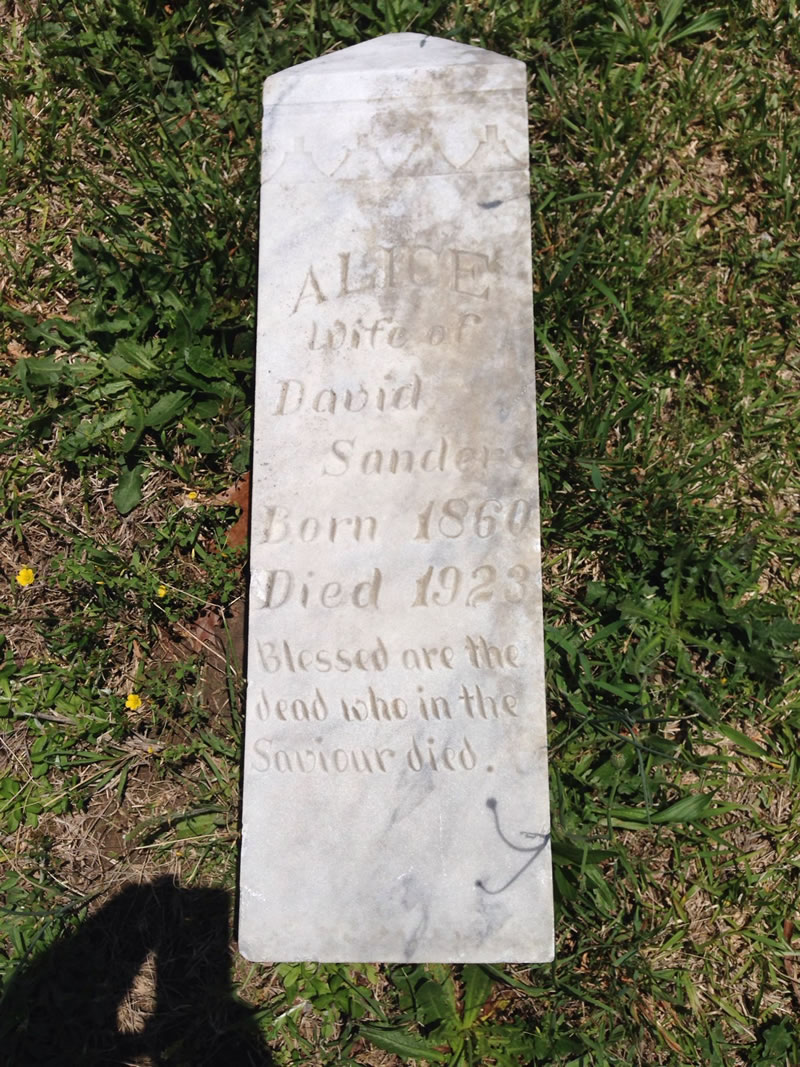 ALICE
Wife of
David
Sanders
Born 1860
Died 1923
Blessed are the
dead who in the
Saviour died.